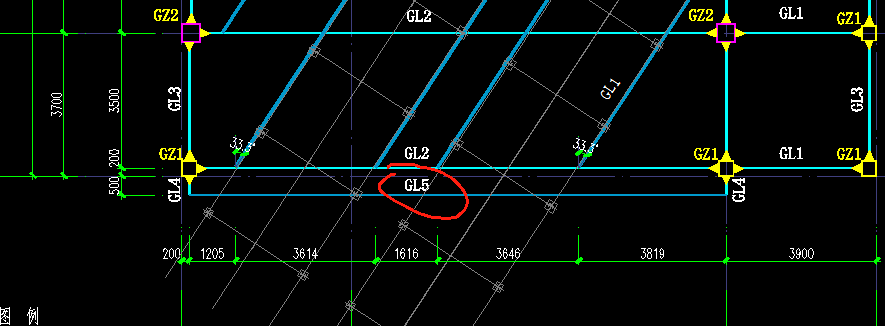 GZ2 GL2 GZ2 GL1 GZ1
GL3 3700 3500 GL1 GL3
33 33
GZ1 200 GL2 GZ1 GL1 GZ1
GL4 500 GL5 GL4
200 1205 3614 1616 3646 3819 3900
图 例